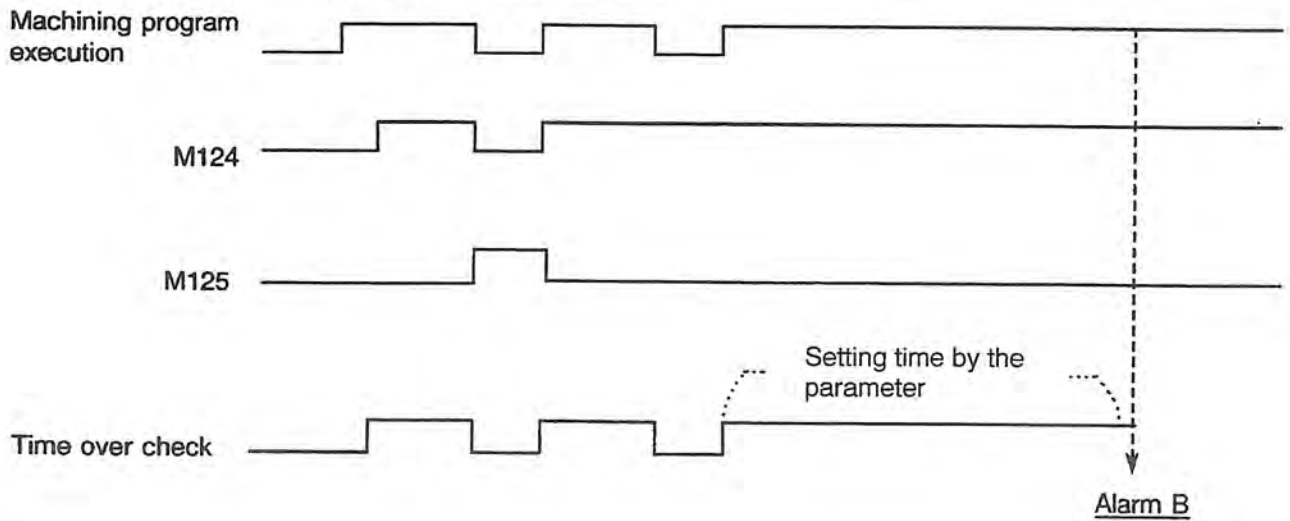 Machining program
execution
M124
M125
Setting time by the
parameter
Time over check
Alarm B